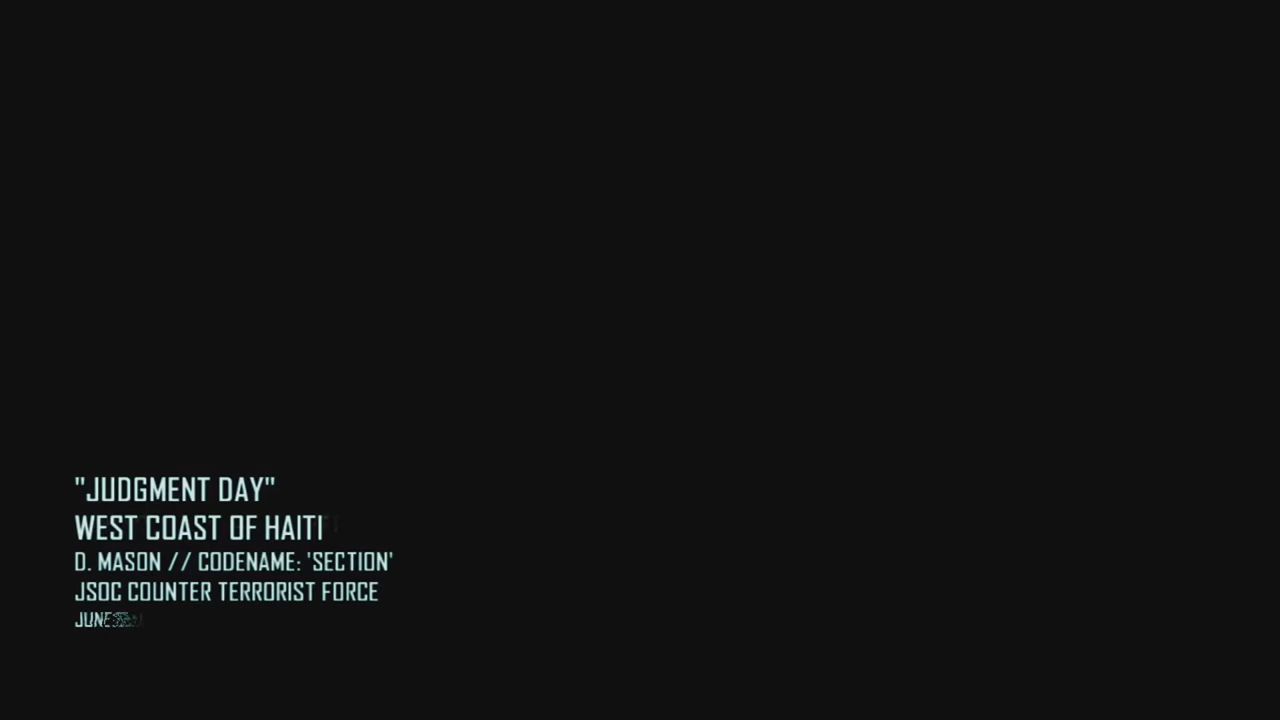 "JUDGMENT DAY"
WEST COAST OF HAITI
D. MASON // CODENAME: 'SECTION'
JSOC COUNTER TERRORIST FORCE
JUNE